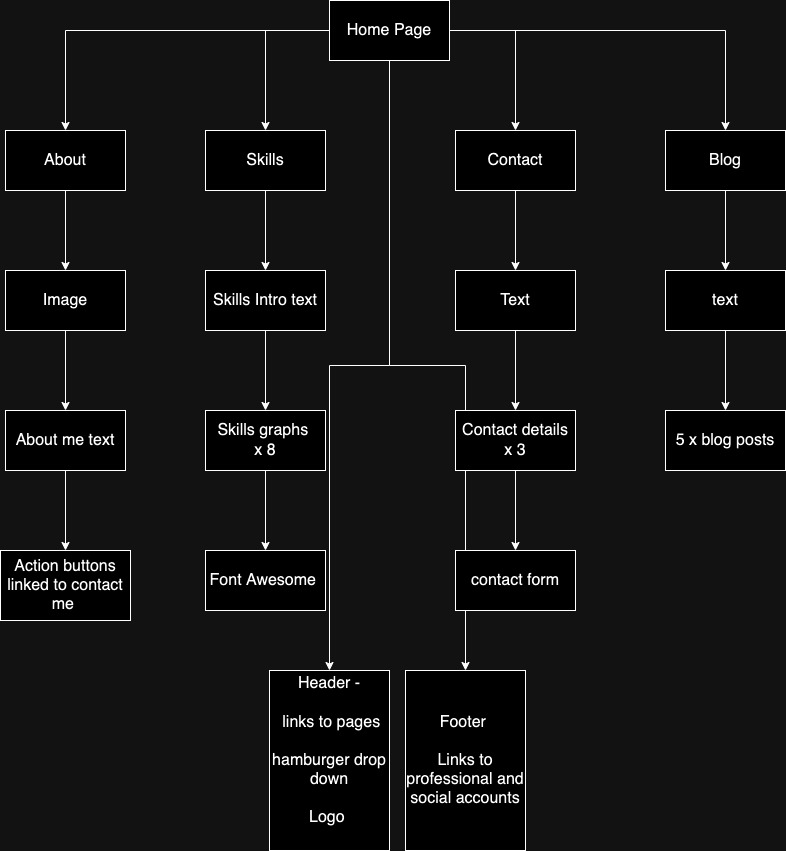 Home Page
About
Skills
Contact
Blog
Image
Skills Intro text
Text
text
About me text
Skills graphs
x 8
Contact details
x 3
5 x blog posts
Action buttons
linked to contact
me
Font Awesome
contact form
Header -
links to pages
hamburger drop
down
Logo
Footer
Links to
professional and
social accounts